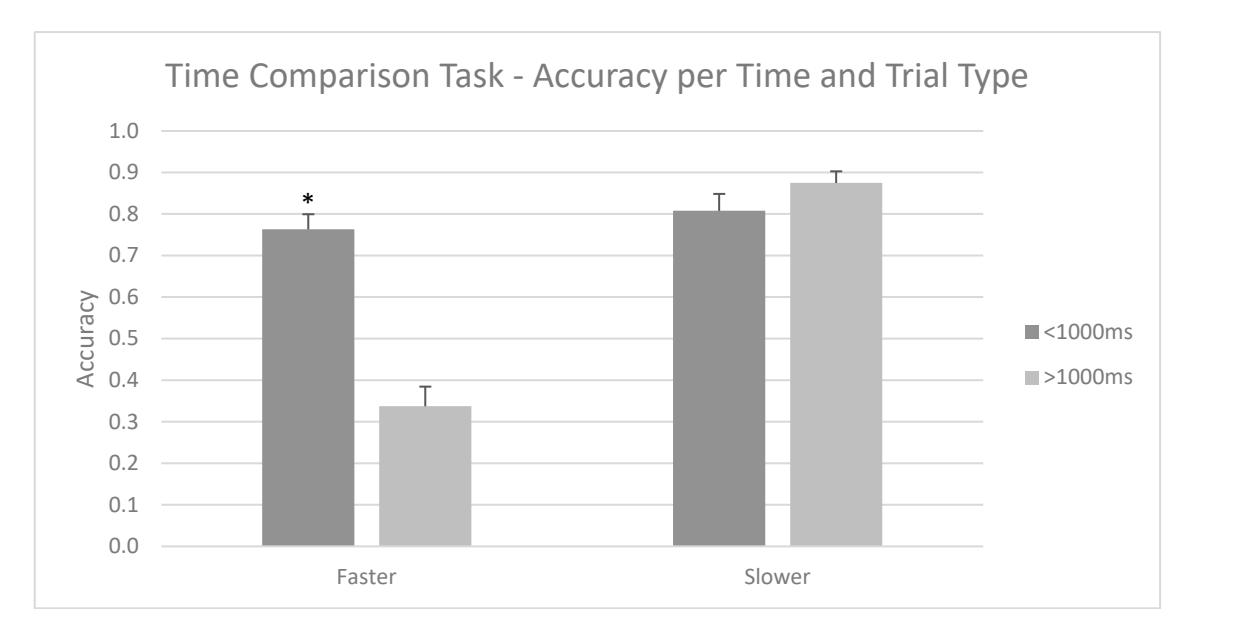 Time Comparison Task - Accuracy per Time and Trial Type
1.0
0.9
0.8
0.7
0.6
0.5
0.4
0.3
0.2
0.1
0.0
Accuracy
*
Faster
Slower
<1000ms
>1000ms